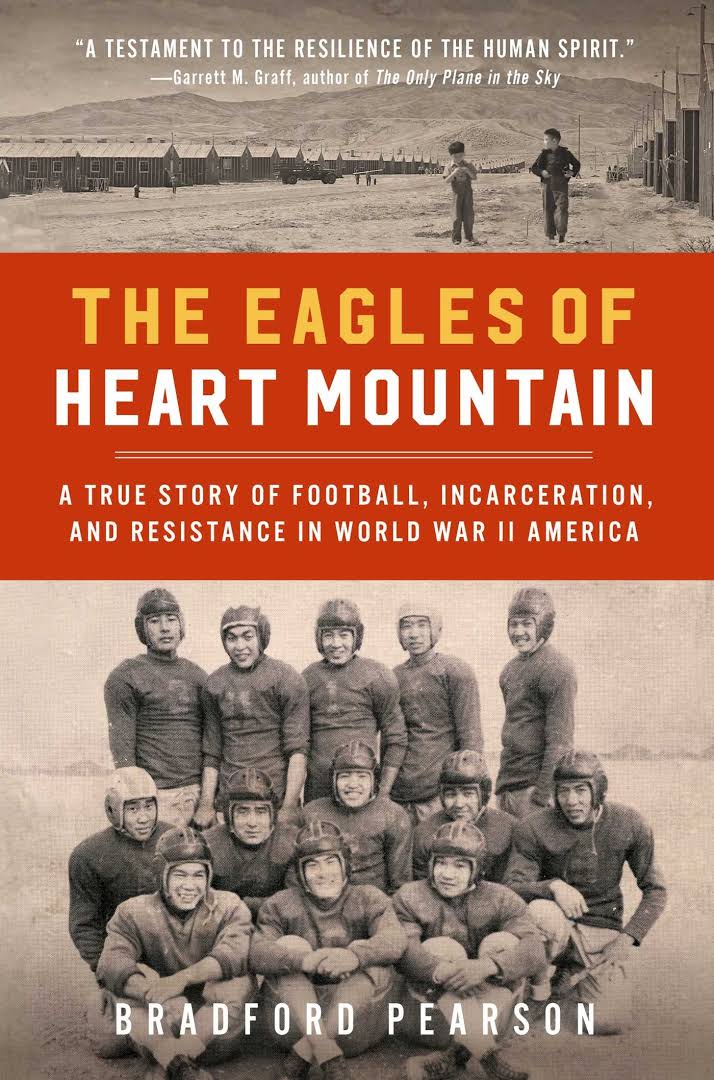 “A TESTAMENT TO THE RESILIENCE OF THE HUMAN SPIRIT.”
—Garrett M. Graff, author of The Only Plane in the Sky
THE EAGLES OF
HEART MOUNTAIN
A TRUE STORY OF FOOTBALL, INCARCERATION,
AND RESISTANCE IN WORLD WAR II AMERICA
BRADFORD PEARSON